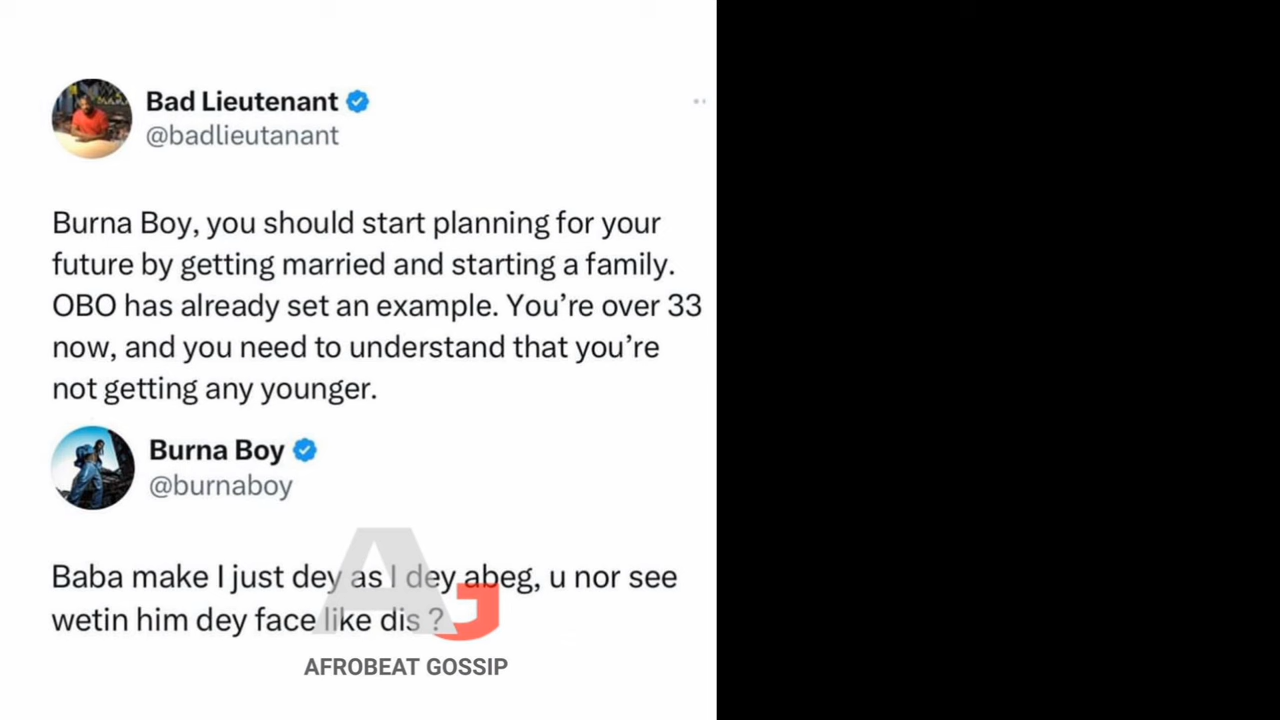 Bad Lieutenant
@badlieutanant
Burna Boy, you should start planning for your
future by getting married and starting a family.
OBO has already set an example. You’re over 33
now, and you need to understand that you’re
not getting any younger.
Burna Boy
@burnaboy
Baba make I just dey as I dey abeg, u nor see
wetin him dey face like dis ?
AG
AFROBEAT GOSSIP